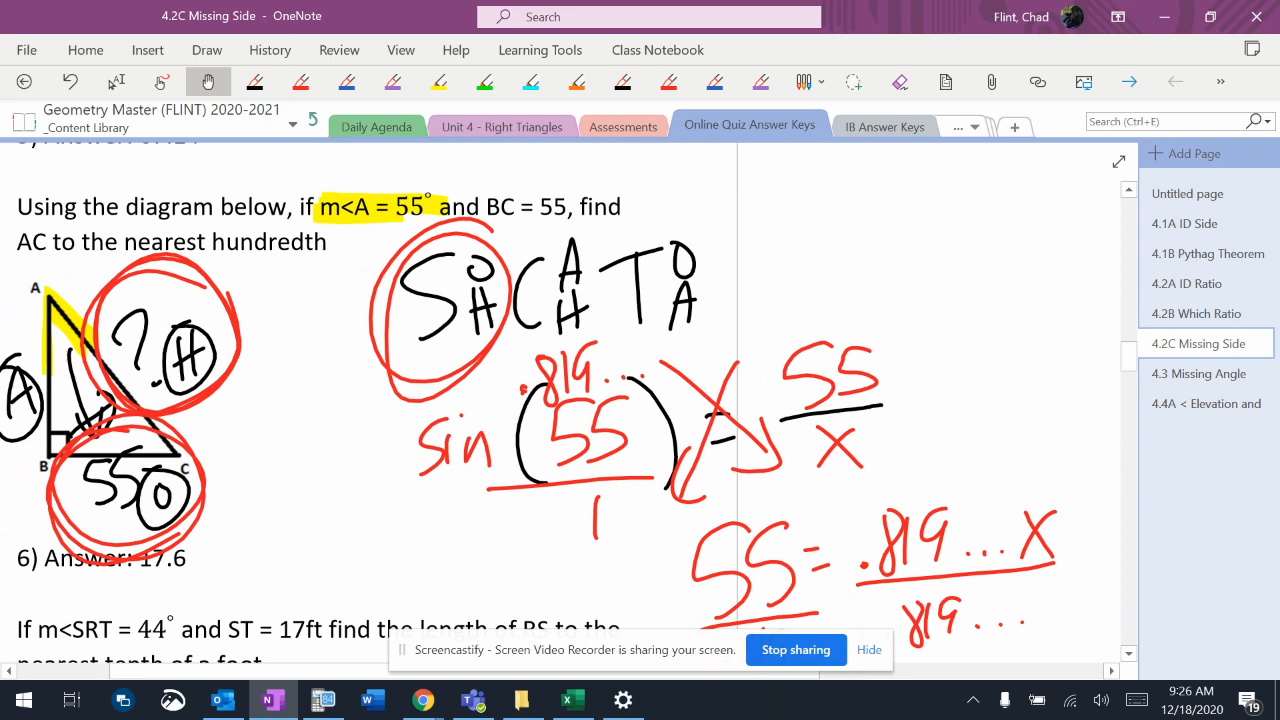 4.2C Missing Side - OneNote
Search
Flint, Chad
File Home Insert Draw History Review View Help Learning Tools Class Notebook
Geometry Master (FLINT) 2020-2021
_Content Library
Daily Agenda
Unit 4 - Right Triangles
Assessments
Online Quiz Answer Keys
IB Answer Keys
...
Search (Ctrl+E)
Add Page
Untitled page
4.1A ID Side
4.1B Pythag Theorem
4.2A ID Ratio
4.2B Which Ratio
4.2C Missing Side
4.3 Missing Angle
4.4A < Elevation and
Using the diagram below, if m<A = 55° and BC = 55, find
AC to the nearest hundredth
S O H C A H T O A
A
? H
A
B
C
55 O
.819...
sin (55) = 55
1
x
55 = .819... x
.819...
6) Answer: 17.6
If m<SRT = 44° and ST = 17ft find the length of RS to the
nearest tenth of a foot
Screencastify - Screen Video Recorder is sharing your screen.
Stop sharing
Hide
9:26 AM
12/18/2020
19
84